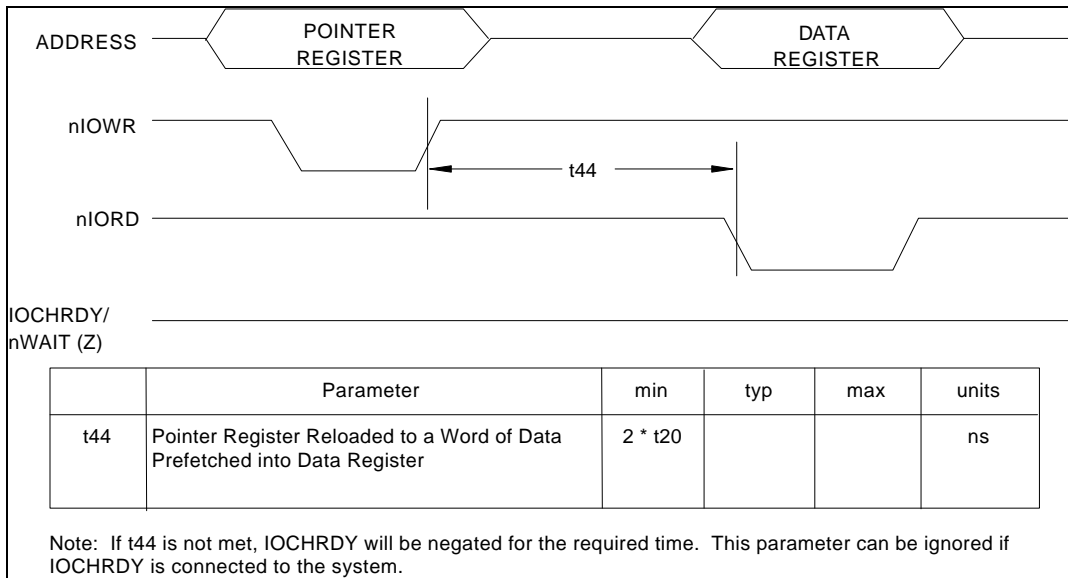 ADDRESS
POINTER
REGISTER
DATA
REGISTER
nIOWR
t44
nIORD
IOCHRDY/
nWAIT (Z)
Parameter min typ max units
t44 Pointer Register Reloaded to a Word of Data 2 * t20 ns
Prefetched into Data Register
Note: If t44 is not met, IOCHRDY will be negated for the required time. This parameter can be ignored if
IOCHRDY is connected to the system.